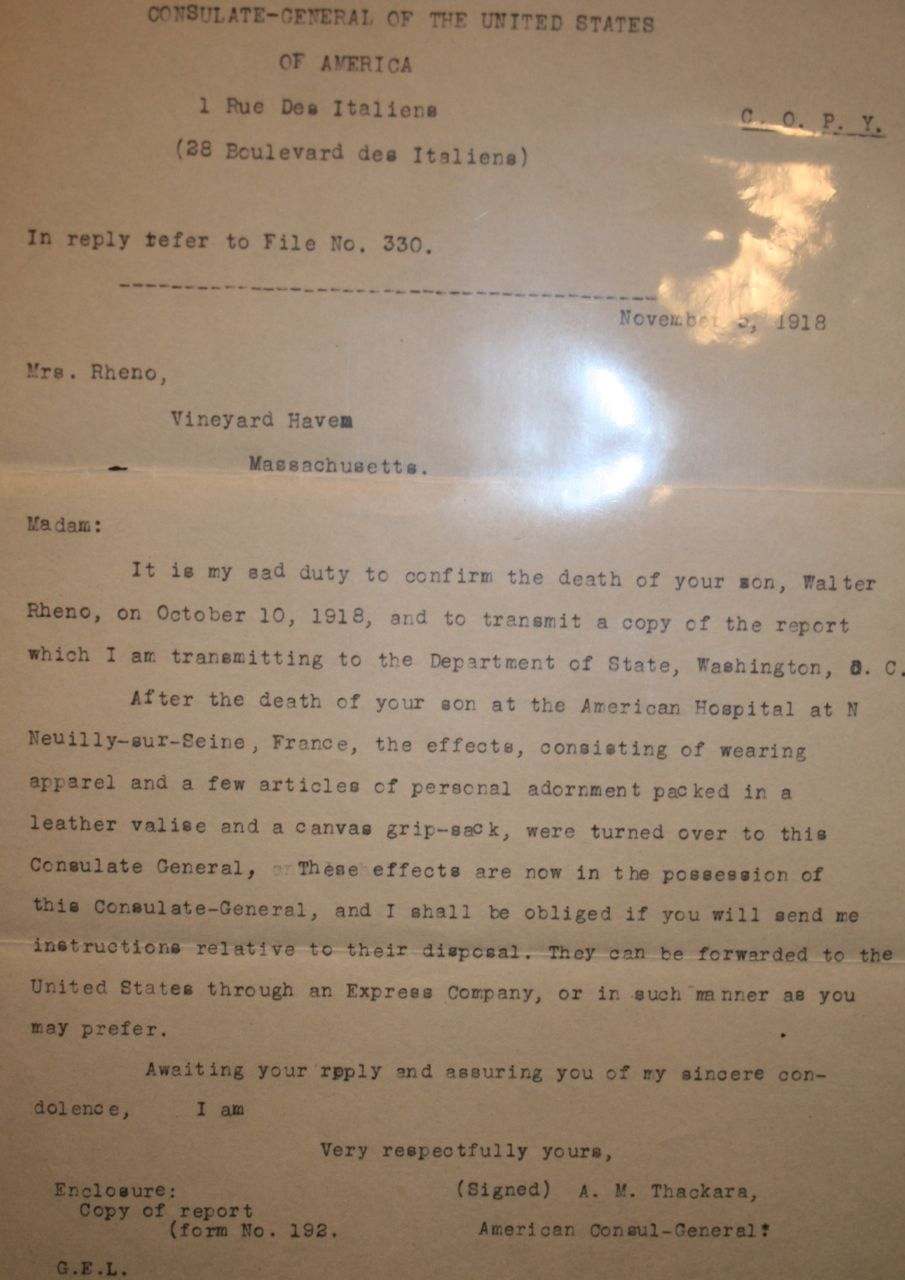 CONSULATE-GENERAL OF THE UNITED STATES
OF AMERICA
1 Rue Des Italiens
C. O. P. Y.
(28 Boulevard des Italiens)
In reply refer to File No. 330.
--------------------------------------------------
November 5, 1918
Mrs. Rheno,
Vineyard Haven
Massachusetts.
Madam:
It is my sad duty to confirm the death of your son, Walter
Rheno, on October 10, 1918, and to transmit a copy of the report
which I am transmitting to the Department of State, Washington, C.
After the death of your son at the American Hospital at N
Neuilly-sur-Seine, France, the effects, consisting of wearing
apparel and a few articles of personal adornment packed in a
leather valise and a canvas grip-sack, were turned over to this
Consulate General, These effects are now in the possession of
this Consulate-General, and I shall be obliged if you will send me
instructions relative to their disposal. They can be forwarded to the
United States through an Express Company, or in such manner as you
may prefer.
Awaiting your rpply and assuring you of my sincere con-
dolence, I am
Very respectfully yours,
Enclosure:
Copy of report
(form No. 192.
(Signed) A. M. Thackara,
American Consul-General.
G.E.L.